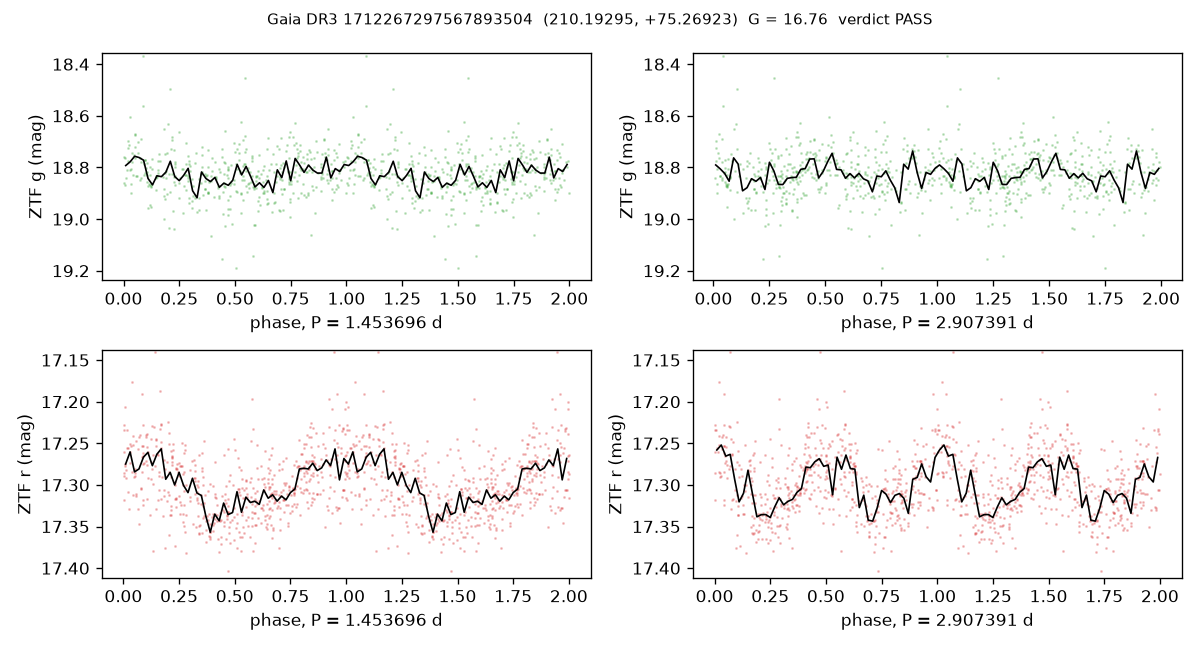 Gaia DR3 1712267297567893504 (210.19295, +75.26923) G = 16.76 verdict PASS
ZTF g (mag)
18.4
18.6
18.8
19.0
19.2
0.00 0.25 0.50 0.75 1.00 1.25 1.50 1.75 2.00
phase, P = 1.453696 d
ZTF g (mag)
18.4
18.6
18.8
19.0
19.2
0.00 0.25 0.50 0.75 1.00 1.25 1.50 1.75 2.00
phase, P = 2.907391 d
ZTF r (mag)
17.15
17.20
17.25
17.30
17.35
17.40
0.00 0.25 0.50 0.75 1.00 1.25 1.50 1.75 2.00
phase, P = 1.453696 d
ZTF r (mag)
17.15
17.20
17.25
17.30
17.35
17.40
0.00 0.25 0.50 0.75 1.00 1.25 1.50 1.75 2.00
phase, P = 2.907391 d